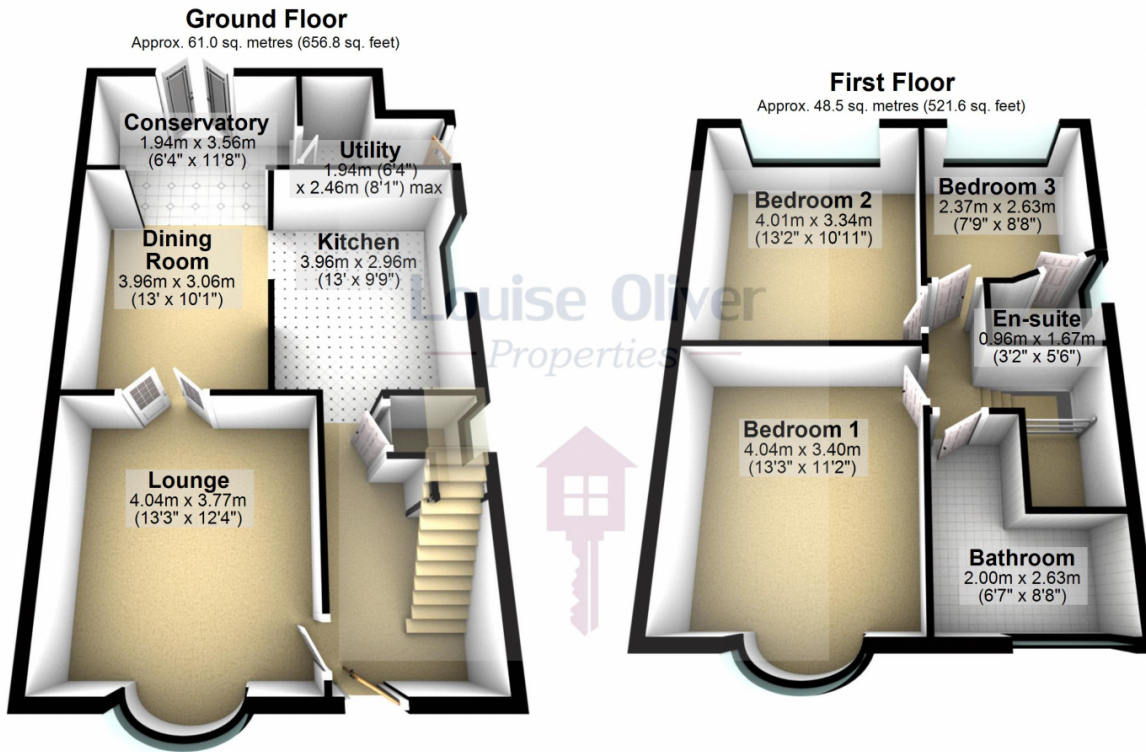 Ground Floor
Approx. 61.0 sq. metres (656.8 sq. feet)
Conservatory
1.94m x 3.56m
(6'4" x 11'8")
Utility
1.94m (6'4")
x 2.46m (8'1") max
Dining
Room
3.96m x 3.06m
(13' x 10'1")
Kitchen
3.96m x 2.96m
(13' x 9'9")
Lounge
4.04m x 3.77m
(13'3" x 12'4")
Louise Oliver
Properties
First Floor
Approx. 48.5 sq. metres (521.6 sq. feet)
Bedroom 2
4.01m x 3.34m
(13'2" x 10'11")
Bedroom 3
2.37m x 2.63m
(7'9" x 8'8")
En-suite
0.96m x 1.67m
(3'2" x 5'6")
Bedroom 1
4.04m x 3.40m
(13'3" x 11'2")
Bathroom
2.00m x 2.63m
(6'7" x 8'8")